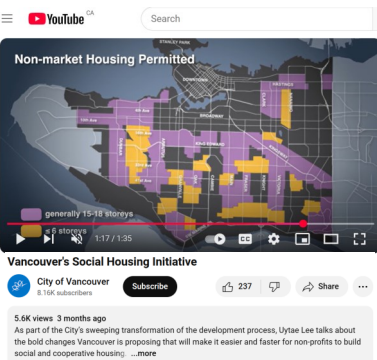 YouTube CA
Search
STANLEY PARK
Non-market Housing Permitted
DOWNTOWN
HASTINGS
BROADWAY
KING EDWARD
KINGSWAY
generally 15-18 storeys
≤ 6 storeys
1:17 / 1:35
CC
Vancouver's Social Housing Initiative
City of Vancouver
8.16K subscribers
Subscribe
237
Share
5.6K views 3 months ago
As part of the City's sweeping transformation of the development process, Uytae Lee talks about
the bold changes Vancouver is proposing that will make it easier and faster for non-profits to build
social and cooperative housing. ...more